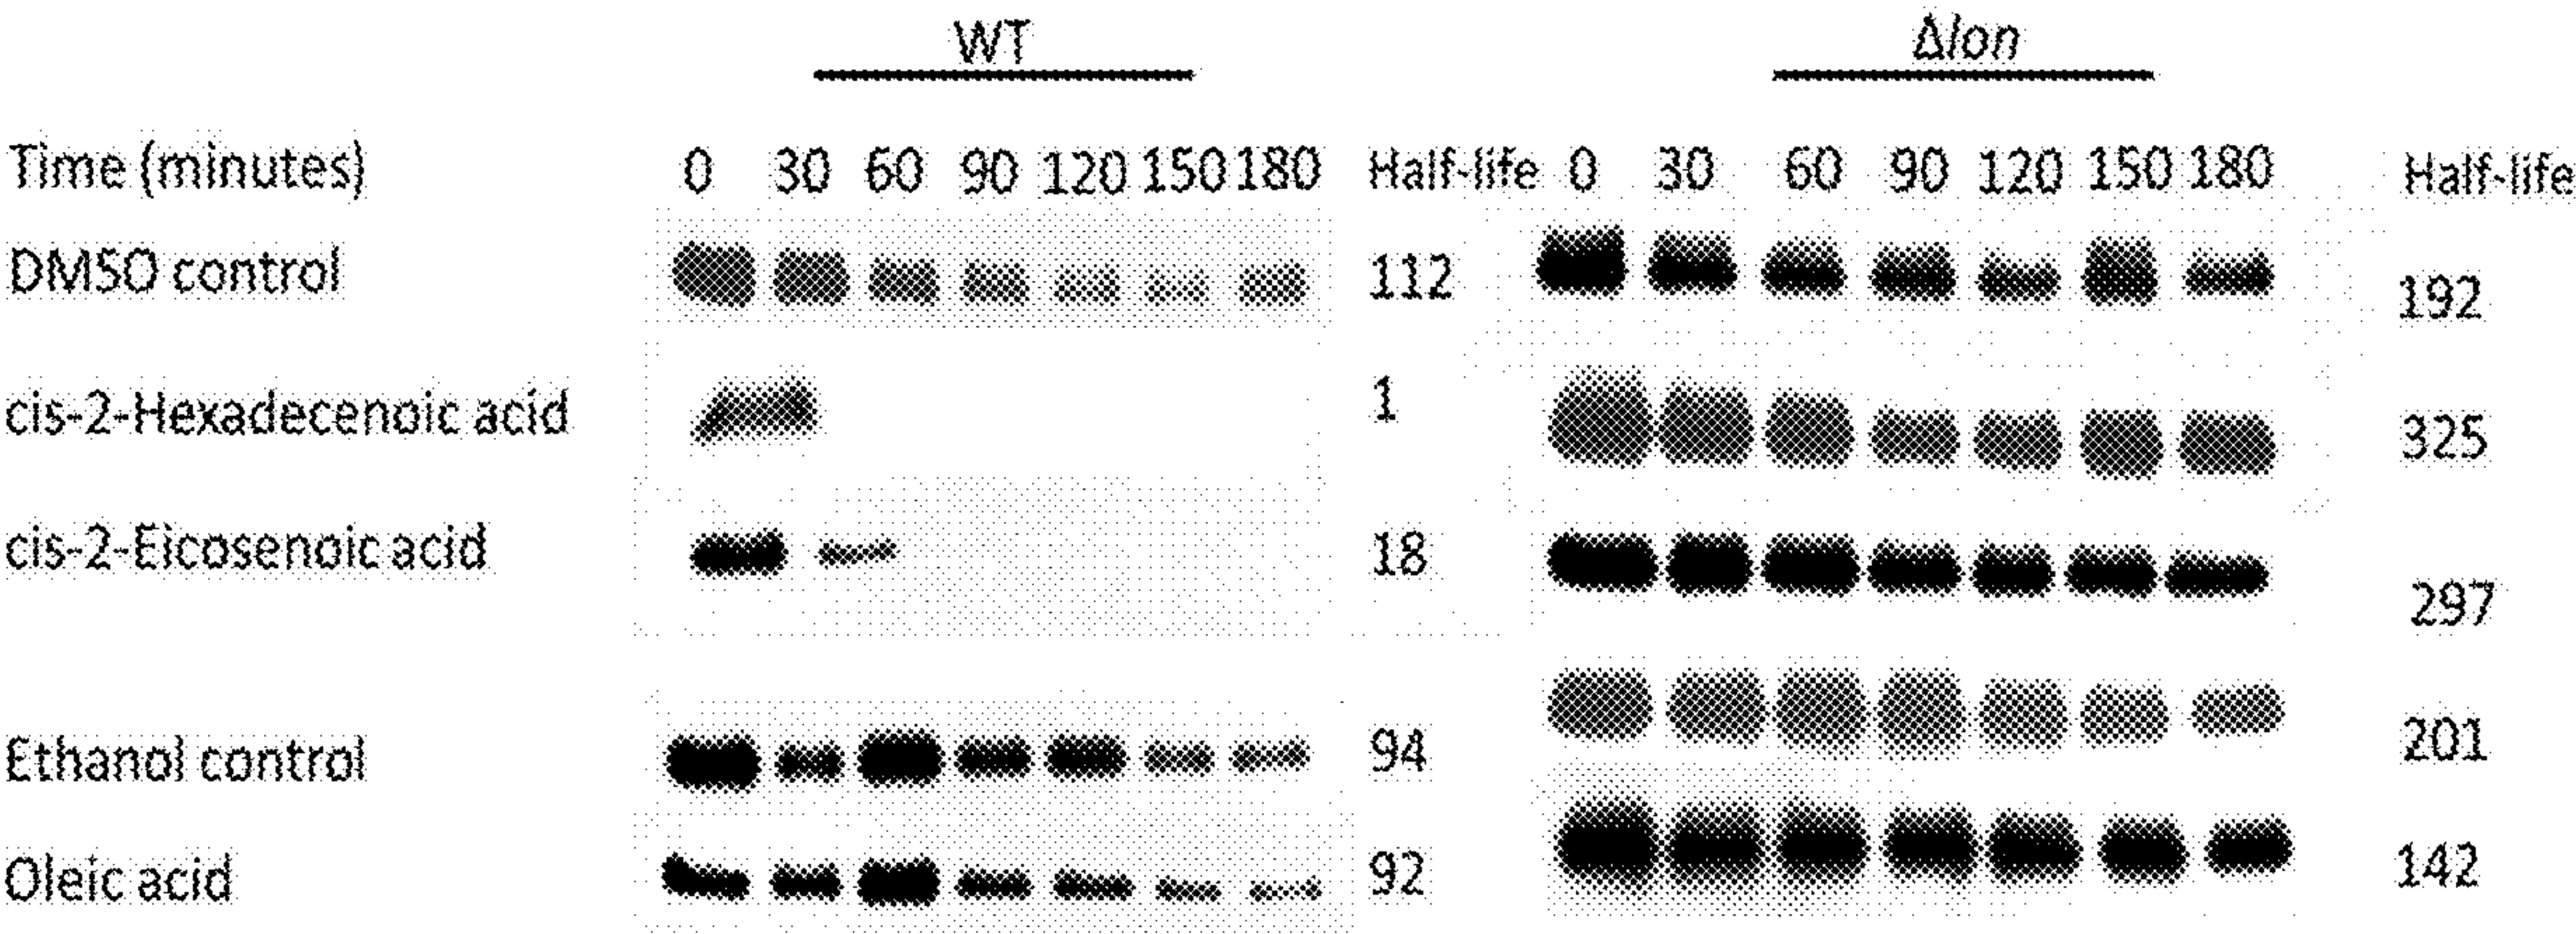 WT Δlon
Time (minutes) 0 30 60 90 120 150 180 Half-life 0 30 60 90 120 150 180 Half-life
DMSO control 112 192
cis-2-Hexadecenoic acid 1 325
cis-2-Eicosenoic acid 18 297
Ethanol control 94 201
Oleic acid 92 142